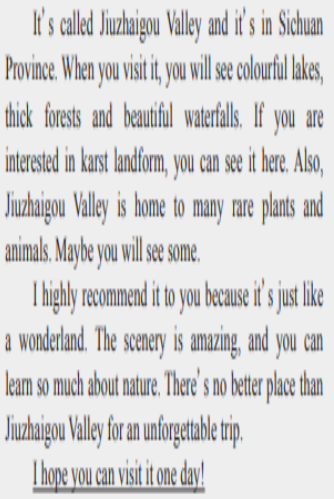 It's called Jiuzhaigou Valley and it's in Sichuan
Province. When you visit it, you will see colourful lakes,
thick forests and beautiful waterfalls. If you are
interested in karst landform, you can see it here. Also,
Jiuzhaigou Valley is home to many rare plants and
animals. Maybe you will see some.
I highly recommend it to you because it's just like
a wonderland. The scenery is amazing, and you can
learn so much about nature. There's no better place than
Jiuzhaigou Valley for an unforgettable trip.
I hope you can visit it one day!